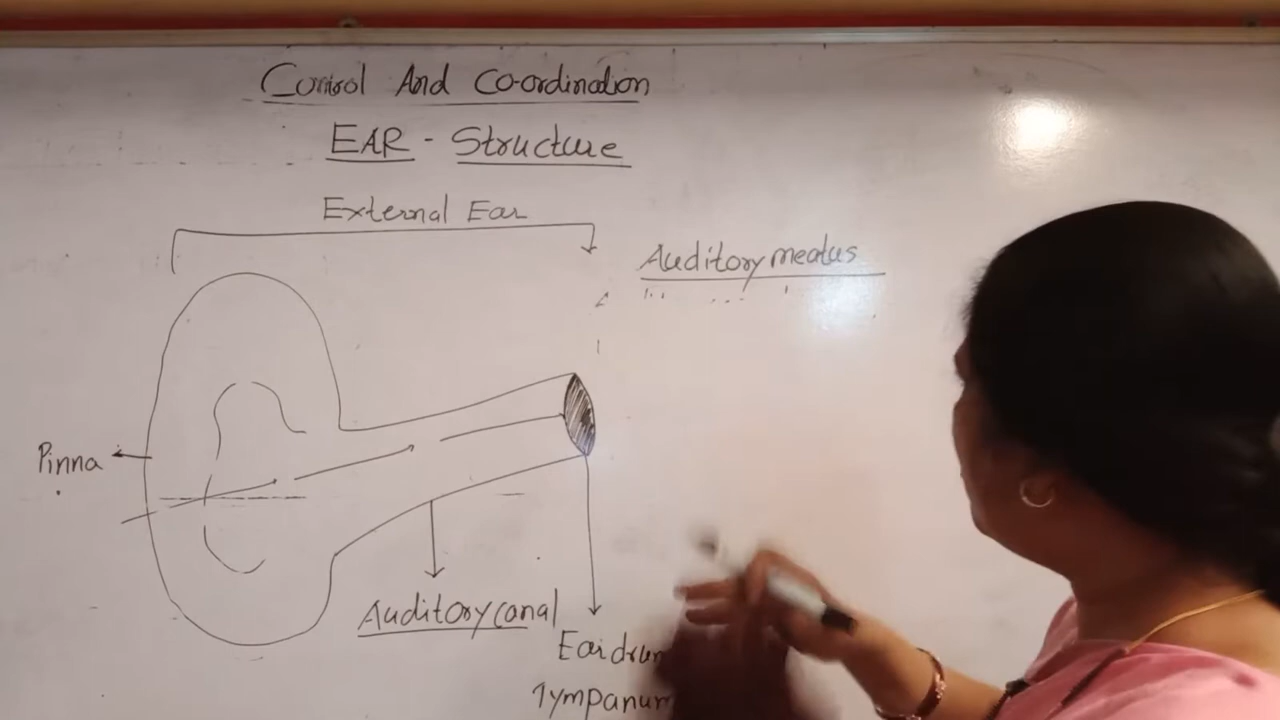 Control And Co-ordination
EAR - Structure
External Ear
Auditory meatus
Pinna
Auditory canal
Eardrum
Tympanum